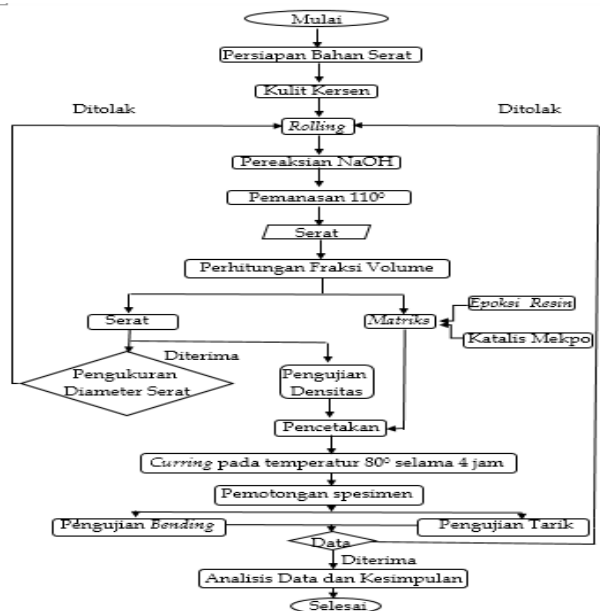 Mulai
Persiapan Bahan Serat
Kulit Kersen
Ditolak
Ditolak
Rolling
Pereaksian NaOH
Pemanasan 110⁰
Serat
Perhitungan Fraksi Volume
Serat
Matriks
Epoksi Resin
Katalis Mekpo
Diterima
Pengukuran
Diameter Serat
Pengujian
Densitas
Pencetakan
Curring pada temperatur 80⁰ selama 4 jam
Pemotongan spesimen
Pengujian Bending
Pengujian Tarik
Data
Diterima
Analisis Data dan Kesimpulan
Selesai